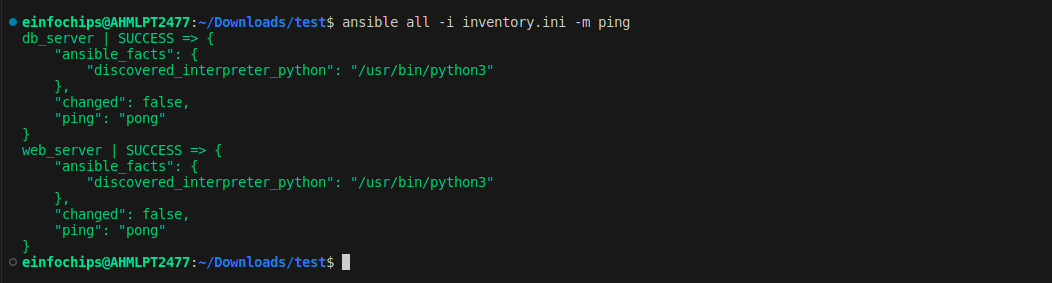 einfochips@AHMLPT2477:~/Downloads/test$ ansible all -i inventory.ini -m ping
db_server | SUCCESS => {
    "ansible_facts": {
        "discovered_interpreter_python": "/usr/bin/python3"
    },
    "changed": false,
    "ping": "pong"
}
web_server | SUCCESS => {
    "ansible_facts": {
        "discovered_interpreter_python": "/usr/bin/python3"
    },
    "changed": false,
    "ping": "pong"
}
einfochips@AHMLPT2477:~/Downloads/test$